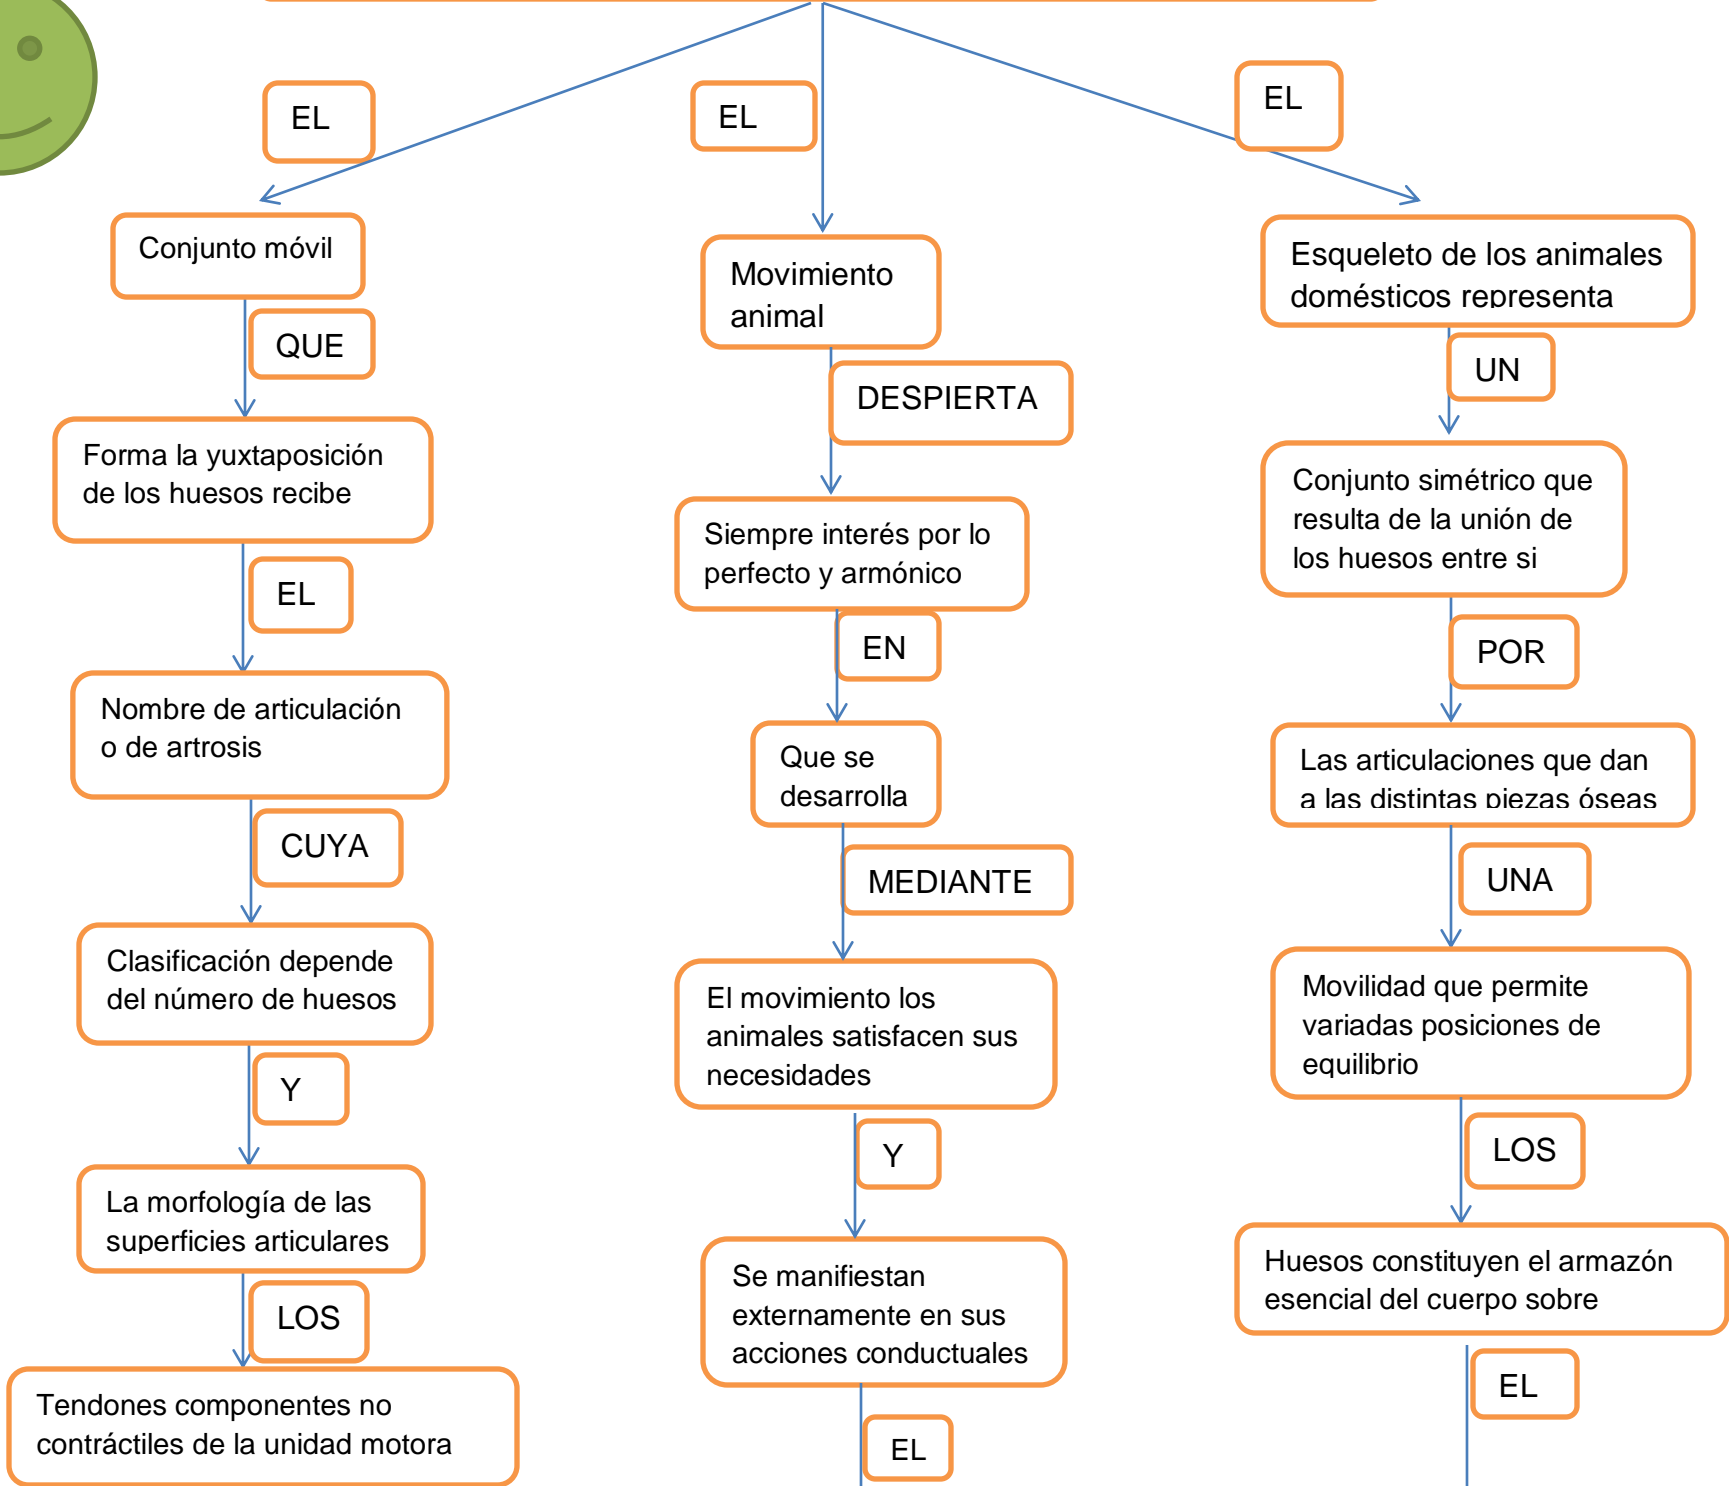 EL
Conjunto móvil
QUE
Forma la yuxtaposición
de los huesos recibe
EL
Nombre de articulación
o de artrosis
CUYA
Clasificación depende
del número de huesos
Y
La morfología de las
superficies articulares
LOS
Tendones componentes no
contráctiles de la unidad motora
EL
Movimiento
animal
DESPIERTA
Siempre interés por lo
perfecto y armónico
EN
Que se
desarrolla
MEDIANTE
El movimiento los
animales satisfacen sus
necesidades
Y
Se manifiestan
externamente en sus
acciones conductuales
EL
EL
Esqueleto de los animales
domésticos representa
UN
Conjunto simétrico que
resulta de la unión de
los huesos entre si
POR
Las articulaciones que dan
a las distintas piezas óseas
UNA
Movilidad que permite
variadas posiciones de
equilibrio
LOS
Huesos constituyen el armazón
esencial del cuerpo sobre
EL